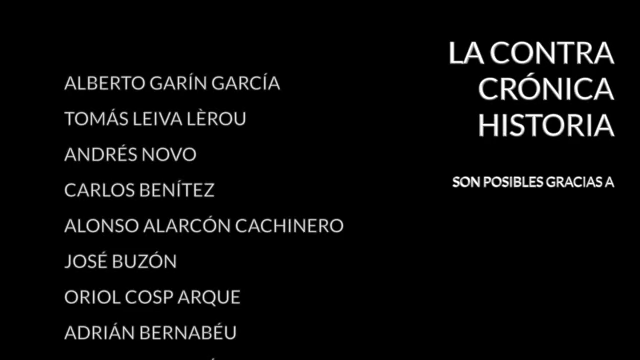 LA CONTRA
CRÓNICA
HISTORIA
SON POSIBLES GRACIAS A
ALBERTO GARÍN GARCÍA
TOMÁS LEIVA LÈROU
ANDRÉS NOVO
CARLOS BENÍTEZ
ALONSO ALARCÓN CACHINERO
JOSÉ BUZÓN
ORIOL COSP ARQUE
ADRIÁN BERNABÉU